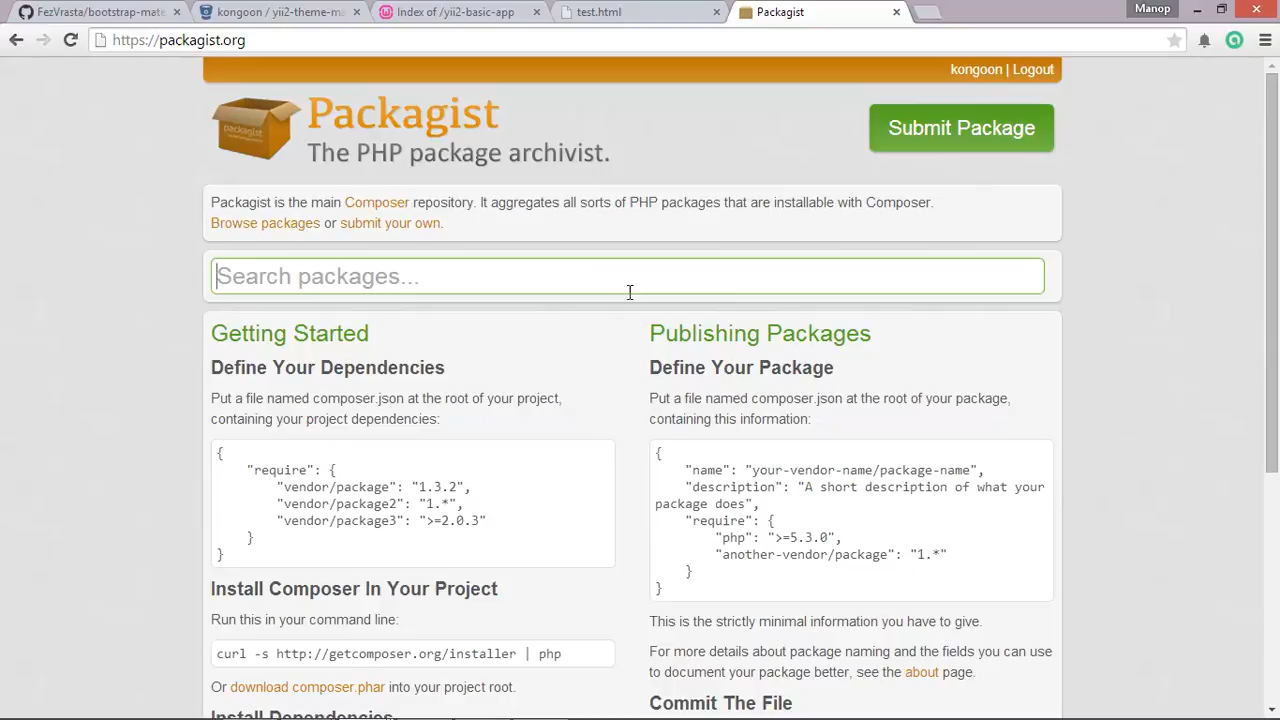 FezVrasta/bootstrap-mate
kongoon / yii2-theme-ma
Index of /yii2-basic-app
test.html
Packagist
Manop
https://packagist.org
kongoon | Logout
packagist
Packagist
The PHP package archivist.
Submit Package
Packagist is the main Composer repository. It aggregates all sorts of PHP packages that are installable with Composer.
Browse packages or submit your own.
Search packages...
Getting Started
Define Your Dependencies
Put a file named composer.json at the root of your project,
containing your project dependencies:
{
    "require": {
        "vendor/package": "1.3.2",
        "vendor/package2": "1.*",
        "vendor/package3": ">=2.0.3"
    }
}
Install Composer In Your Project
Run this in your command line:
curl -s http://getcomposer.org/installer | php
Or download composer.phar into your project root.
Install Dependencies
Publishing Packages
Define Your Package
Put a file named composer.json at the root of your package,
containing this information:
{
    "name": "your-vendor-name/package-name",
    "description": "A short description of what your
package does",
    "require": {
        "php": ">=5.3.0",
        "another-vendor/package": "1.*"
    }
}
This is the strictly minimal information you have to give.
For more details about package naming and the fields you can use
to document your package better, see the about page.
Commit The File